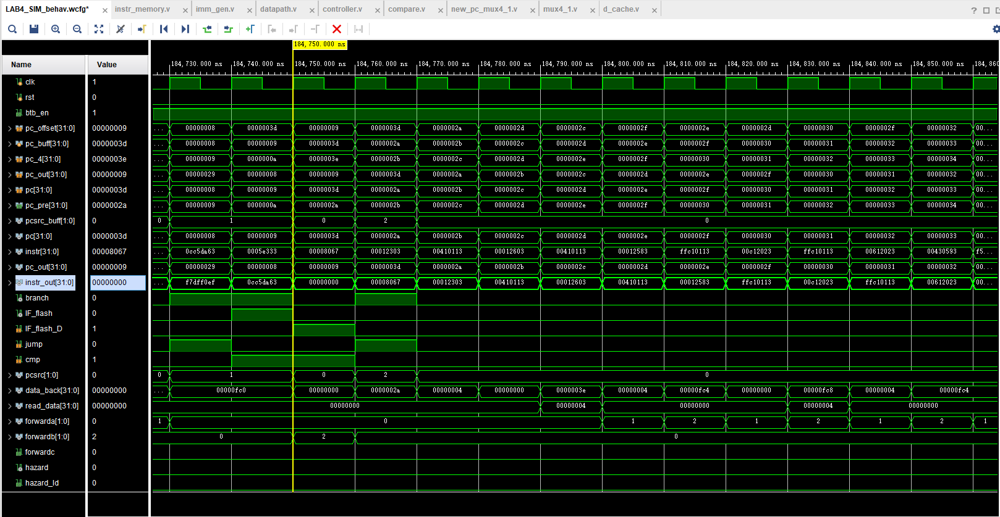 LAB4_SIM_behav.wcfg* × instr_memory.v × imm_gen.v × datapath.v × controller.v × compare.v × new_pc_mux4_1.v × mux4_1.v × d_cache.v × ?
184,750.000 ns
Name Value 184,730.000 ns 184,740.000 ns 184,750.000 ns 184,760.000 ns 184,770.000 ns 184,780.000 ns 184,790.000 ns 184,800.000 ns 184,810.000 ns 184,820.000 ns 184,830.000 ns 184,840.000 ns 184,850.000 ns 184,860
clk 1
rst 0
btb_en 1
pc_offset[31:0] 00000009 ... 00000008 0000003d 00000009 0000003d 0000002a 0000002d 0000002c 0000002f 0000002e 0000002d 00000030 0000002f 00000032 00...
pc_buff[31:0] 0000003d ... 00000008 00000009 0000003d 0000002a 0000002b 0000002c 0000002d 0000002e 0000002f 00000030 00000031 00000032 00000033 00...
pc_4[31:0] 0000003e ... 00000009 0000000a 0000003e 0000002b 0000002c 0000002d 0000002e 0000002f 00000030 00000031 00000032 00000033 00000034 00...
pc_out[31:0] 00000009 ... 00000029 00000008 00000009 0000003d 0000002a 0000002b 0000002c 0000002d 0000002e 0000002f 00000030 00000031 00000032 00...
pc[31:0] 0000003d ... 00000008 00000009 0000003d 0000002a 0000002b 0000002c 0000002d 0000002e 0000002f 00000030 00000031 00000032 00000033 00...
pc_pre[31:0] 0000002a ... 00000009 0000000a 0000002a 0000002b 0000002c 0000002d 0000002e 0000002f 00000030 00000031 00000032 00000033 00000034 00...
pcsrc_buff[1:0] 0 0 1 0 2 0
pc[31:0] 0000003d ... 00000008 00000009 0000003d 0000002a 0000002b 0000002c 0000002d 0000002e 0000002f 00000030 00000031 00000032 00000033 00...
instr[31:0] 00008067 ... 0cc5da63 0005e333 00008067 00012303 00410113 00012603 00410113 00012583 ffc10113 00c12023 ffc10113 00612023 00430593 f5...
pc_out[31:0] 00000009 ... 00000029 00000008 00000009 0000003d 0000002a 0000002b 0000002c 0000002d 0000002e 0000002f 00000030 00000031 00000032 00...
instr_out[31:0] 00000000 ... f7dff0ef 0cc5da63 00000000 00008067 00012303 00410113 00012603 00410113 00012583 ffc10113 00c12023 ffc10113 00612023 00...
branch 0
IF_flash 0
IF_flash_D 1
jump 0
cmp 1
pcsrc[1:0] 0 0 1 0 2 0
data_back[31:0] 00000000 ... 00000fc0 00000000 0000002a 00000004 00000000 0000003e 00000004 00000fc4 00000000 00000fc8 00000004 00000fc4
read_data[31:0] 00000000 00000000 00000004 00000000 00000004 00000000
forwarda[1:0] 0 1 0 1 2 1 2 1 2 1
forwardb[1:0] 2 0 2 0
forwardc 0
hazard 0
hazard_ld 0